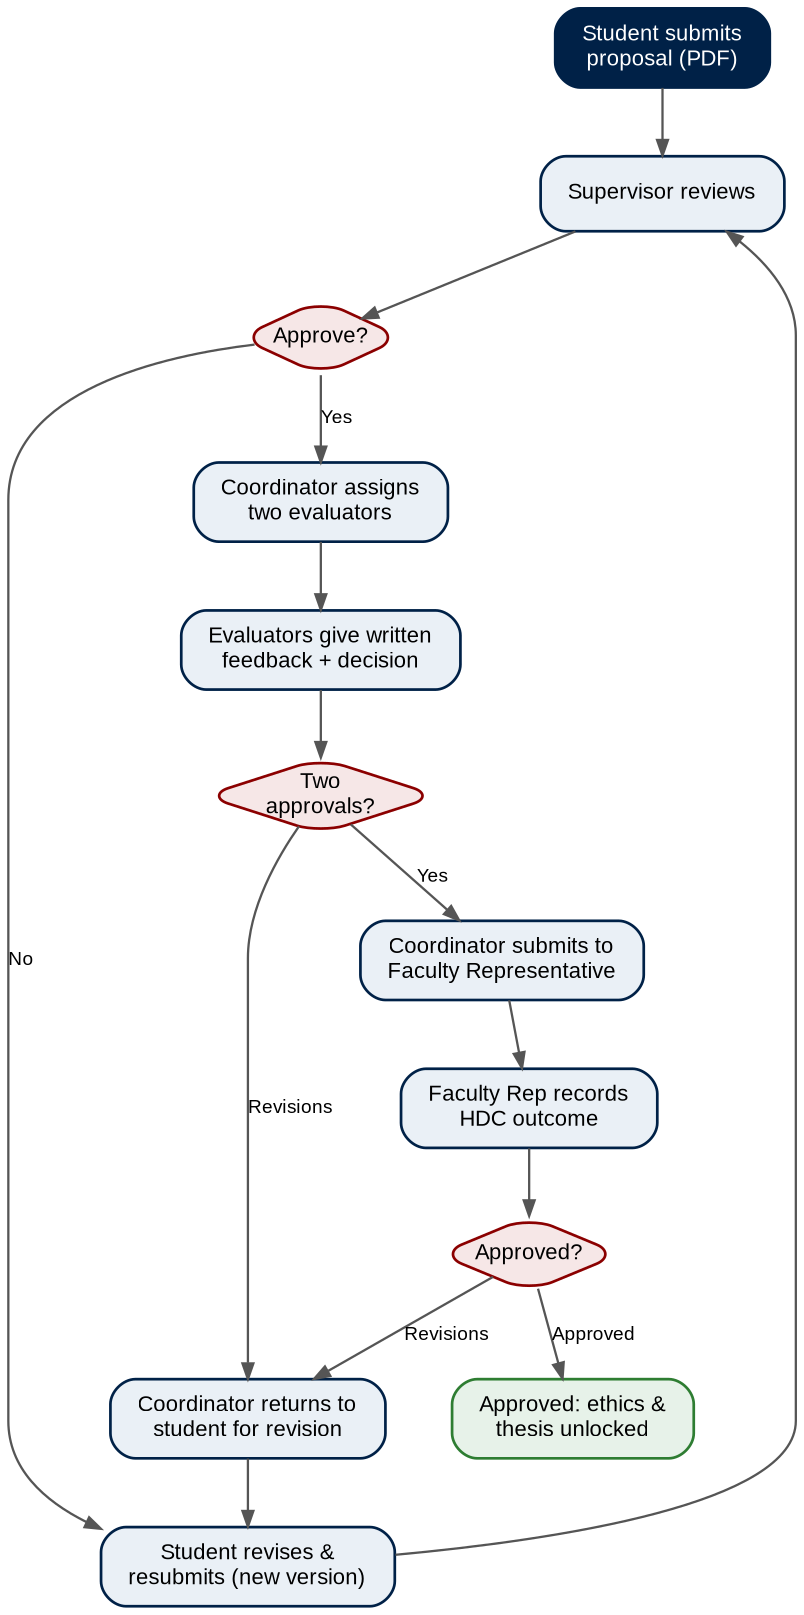 Student submits
proposal (PDF)
Supervisor reviews
Approve?
Yes
Coordinator assigns
two evaluators
Evaluators give written
feedback + decision
Two
approvals?
Yes
Coordinator submits to
Faculty Representative
No
Faculty Rep records
HDC outcome
Revisions
Approved?
Revisions
Approved
Coordinator returns to
student for revision
Approved: ethics &
thesis unlocked
Student revises &
resubmits (new version)